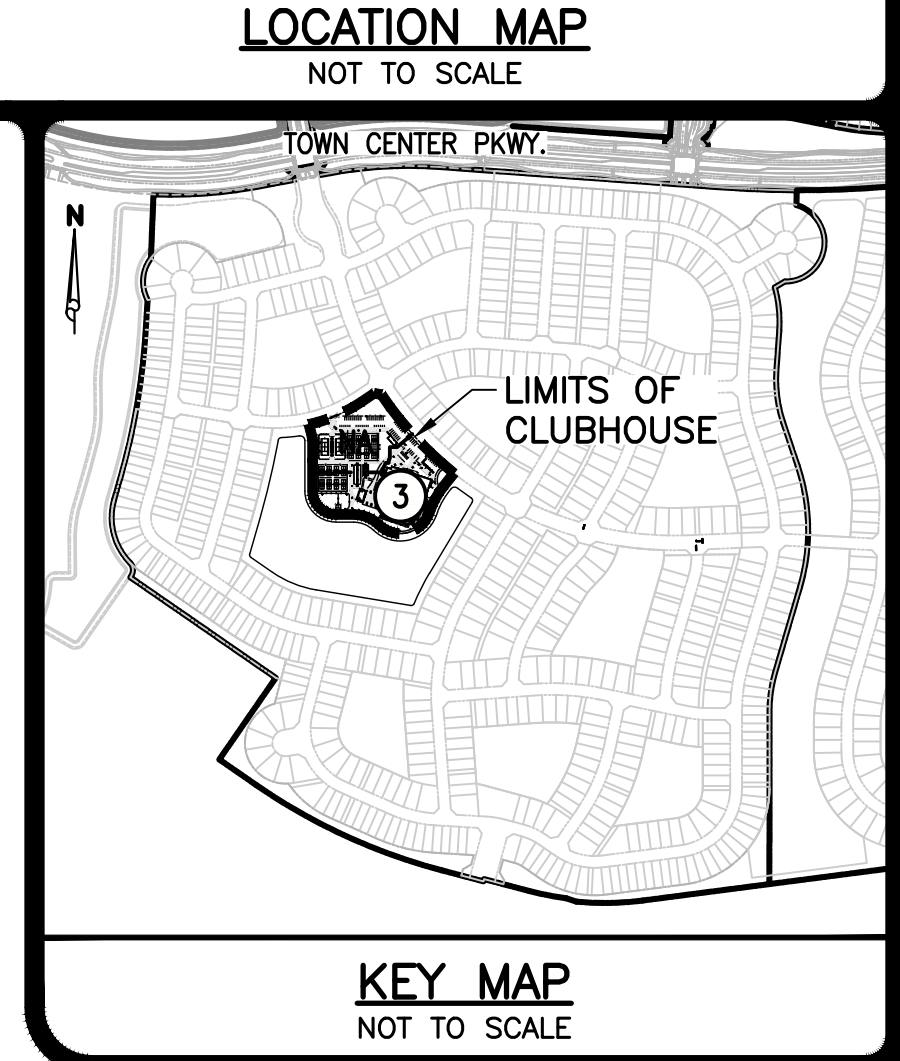 LOCATION MAP
NOT TO SCALE
TOWN CENTER PKWY.
N
LIMITS OF
CLUBHOUSE
3
KEY MAP
NOT TO SCALE